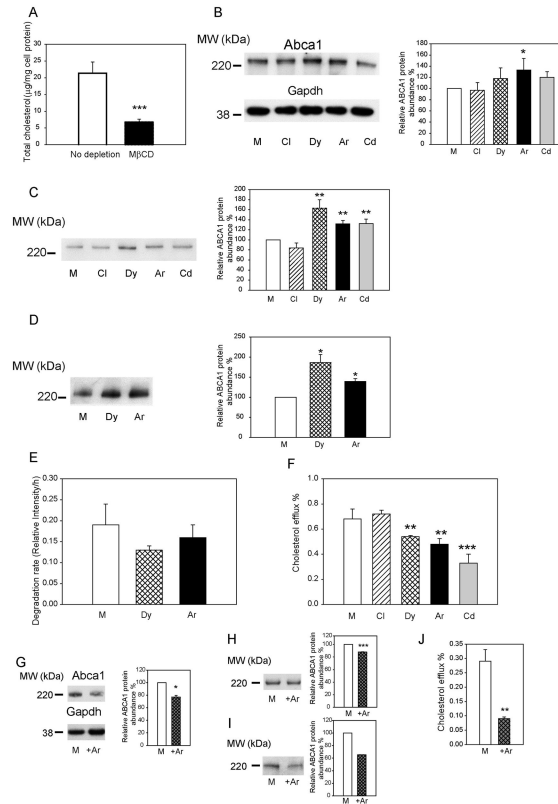 A
Total cholesterol(μg/mg cell protein)
30
25
20
15
10
5
0
***
No depletion MβCD
B
MW (kDa)
Abca1
220
Gapdh
38
M Cl Dy Ar Cd
Relative ABCA1 protein abundance %
180
160
140
120
100
80
60
40
20
0
*
M Cl Dy Ar Cd
C
MW (kDa)
220
M Cl Dy Ar Cd
Relative ABCA1 protein abundance %
200
180
160
140
120
100
80
60
40
20
0
**
**
**
M Cl Dy Ar Cd
D
MW (kDa)
220
M Dy Ar
Relative ABCA1 protein abundance %
250
200
150
100
50
0
*
*
M Dy Ar
E
Degradation rate (Relative Intensity/h)
0.30
0.25
0.20
0.15
0.10
0.05
0.00
M Dy Ar
F
Cholesterol efflux %
1.0
0.8
0.6
0.4
0.2
0.0
**
**
***
M Cl Dy Ar Cd
G
Abca1
MW (kDa)
220
Gapdh
38
M +Ar
Relative ABCA1 protein abundance %
120
100
80
60
40
20
0
*
M +Ar
H
MW (kDa)
220
M +Ar
Relative ABCA1 protein abundance %
100
80
60
40
20
0
***
M +Ar
I
MW (kDa)
220
M +Ar
Relative ABCA1 protein abundance %
100
80
60
40
20
0
M +Ar
J
Cholesterol efflux %
0.35
0.30
0.25
0.20
0.15
0.10
0.05
0.00
**
M +Ar